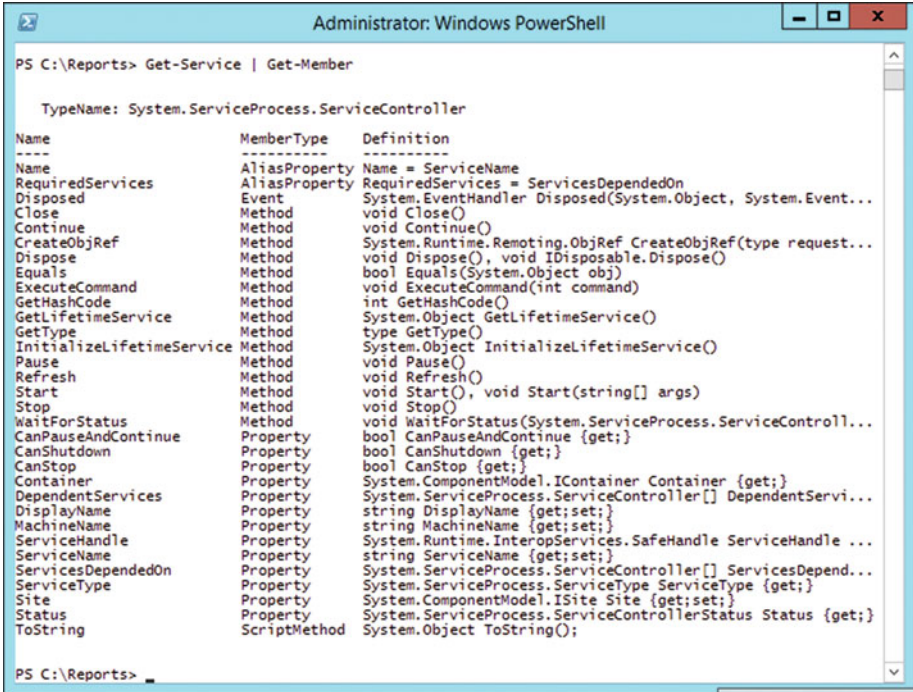 Administrator: Windows PowerShell
PS C:\Reports> Get-Service | Get-Member
TypeName: System.ServiceProcess.ServiceController
Name MemberType Definition
---- ---------- ----------
Name AliasProperty Name = ServiceName
RequiredServices AliasProperty RequiredServices = ServicesDependedOn
Disposed Event System.EventHandler Disposed(System.Object, System.Event...
Close Method void Close()
Continue Method void Continue()
CreateObjRef Method System.Runtime.Remoting.ObjRef CreateObjRef(type request...
Dispose Method void Dispose(), void IDisposable.Dispose()
Equals Method bool Equals(System.Object obj)
ExecuteCommand Method void ExecuteCommand(int command)
GetHashCode Method int GetHashCode()
GetLifetimeService Method System.Object GetLifetimeService()
GetType Method type GetType()
InitializeLifetimeService Method System.Object InitializeLifetimeService()
Pause Method void Pause()
Refresh Method void Refresh()
Start Method void Start(), void Start(string[] args)
Stop Method void Stop()
WaitForStatus Method void WaitForStatus(System.ServiceProcess.ServiceControll...
CanPauseAndContinue Property bool CanPauseAndContinue {get;}
CanShutdown Property bool CanShutdown {get;}
CanStop Property bool CanStop {get;}
Container Property System.ComponentModel.IContainer Container {get;}
DependentServices Property System.ServiceProcess.ServiceController[] DependentServi...
DisplayName Property string DisplayName {get;set;}
MachineName Property string MachineName {get;set;}
ServiceHandle Property System.Runtime.InteropServices.SafeHandle ServiceHandle ...
ServiceName Property string ServiceName {get;set;}
ServicesDependedOn Property System.ServiceProcess.ServiceController[] ServicesDepend...
ServiceType Property System.ServiceProcess.ServiceType ServiceType {get;}
Site Property System.ComponentModel.ISite Site {get;set;}
Status Property System.ServiceProcess.ServiceControllerStatus Status {get;}
ToString ScriptMethod System.Object ToString();
PS C:\Reports> _